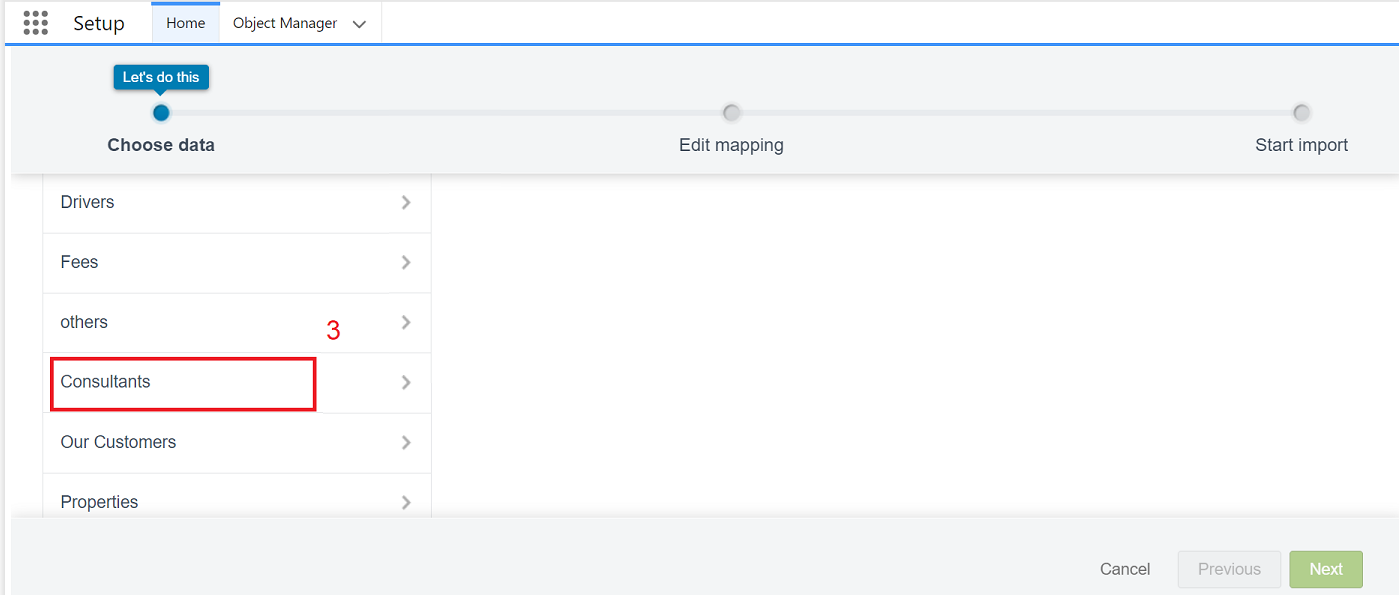 Setup
Home
Object Manager
Let's do this
Choose data
Edit mapping
Start import
Drivers
Fees
others
3
Consultants
Our Customers
Properties
Cancel
Previous
Next